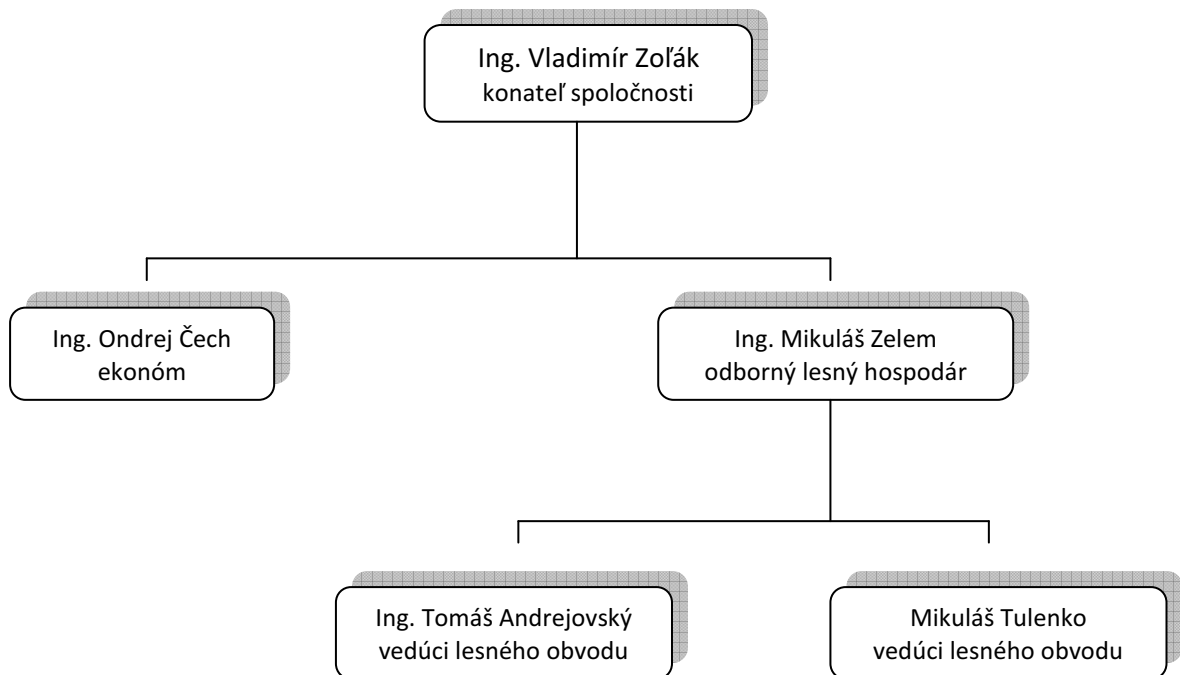 Ing. Vladimír Zoľák
konateľ spoločnosti
Ing. Ondrej Čech
ekonóm
Ing. Mikuláš Zelem
odborný lesný hospodár
Ing. Tomáš Andrejovský
vedúci lesného obvodu
Mikuláš Tulenko
vedúci lesného obvodu